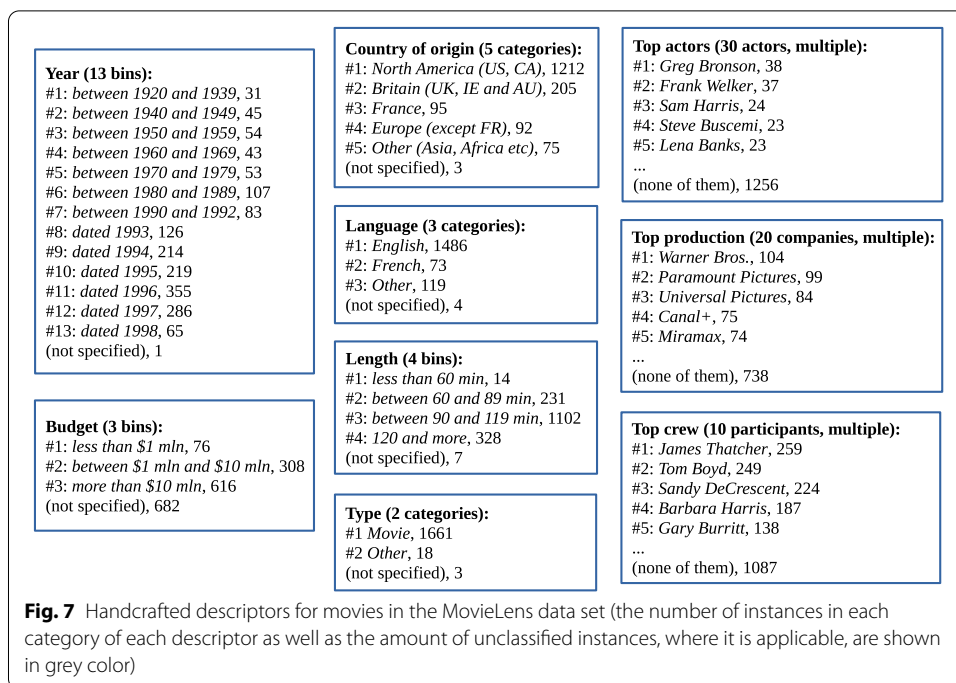 Year (13 bins):
#1: between 1920 and 1939, 31
#2: between 1940 and 1949, 45
#3: between 1950 and 1959, 54
#4: between 1960 and 1969, 43
#5: between 1970 and 1979, 53
#6: between 1980 and 1989, 107
#7: between 1990 and 1992, 83
#8: dated 1993, 126
#9: dated 1994, 214
#10: dated 1995, 219
#11: dated 1996, 355
#12: dated 1997, 286
#13: dated 1998, 65
(not specified), 1
Budget (3 bins):
#1: less than $1 mln, 76
#2: between $1 mln and $10 mln, 308
#3: more than $10 mln, 616
(not specified), 682
Country of origin (5 categories):
#1: North America (US, CA), 1212
#2: Britain (UK, IE and AU), 205
#3: France, 95
#4: Europe (except FR), 92
#5: Other (Asia, Africa etc), 75
(not specified), 3
Language (3 categories):
#1: English, 1486
#2: French, 73
#3: Other, 119
(not specified), 4
Length (4 bins):
#1: less than 60 min, 14
#2: between 60 and 89 min, 231
#3: between 90 and 119 min, 1102
#4: 120 and more, 328
(not specified), 7
Type (2 categories):
#1 Movie, 1661
#2 Other, 18
(not specified), 3
Top actors (30 actors, multiple):
#1: Greg Bronson, 38
#2: Frank Welker, 37
#3: Sam Harris, 24
#4: Steve Buscemi, 23
#5: Lena Banks, 23
...
(none of them), 1256
Top production (20 companies, multiple):
#1: Warner Bros., 104
#2: Paramount Pictures, 99
#3: Universal Pictures, 84
#4: Canal+, 75
#5: Miramax, 74
...
(none of them), 738
Top crew (10 participants, multiple):
#1: James Thatcher, 259
#2: Tom Boyd, 249
#3: Sandy DeCrescent, 224
#4: Barbara Harris, 187
#5: Gary Burritt, 138
...
(none of them), 1087
Fig. 7 Handcrafted descriptors for movies in the MovieLens data set (the number of instances in each
category of each descriptor as well as the amount of unclassified instances, where it is applicable, are shown
in grey color)